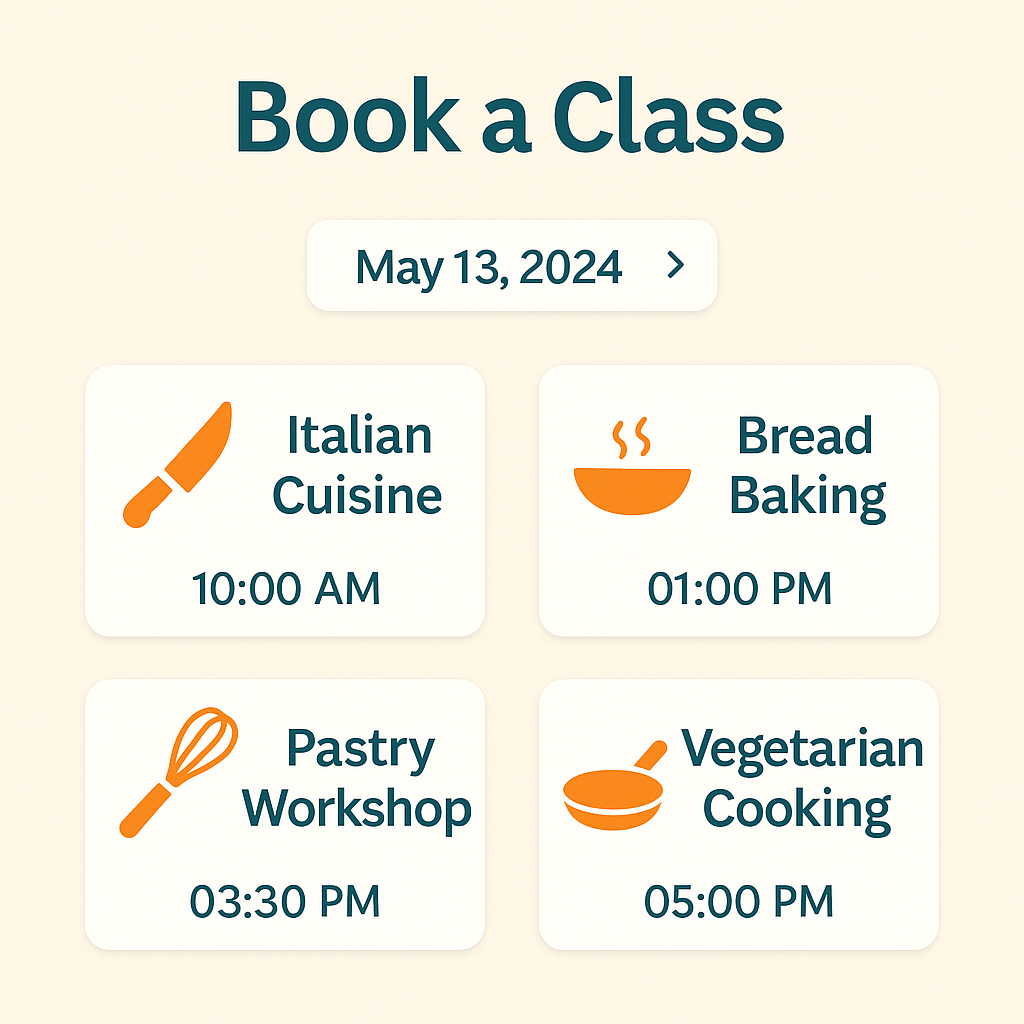 Book a Class
May 13, 2024
Italian
Cuisine
10:00 AM
Bread
Baking
01:00 PM
Pastry
Workshop
03:30 PM
Vegetarian
Cooking
05:00 PM